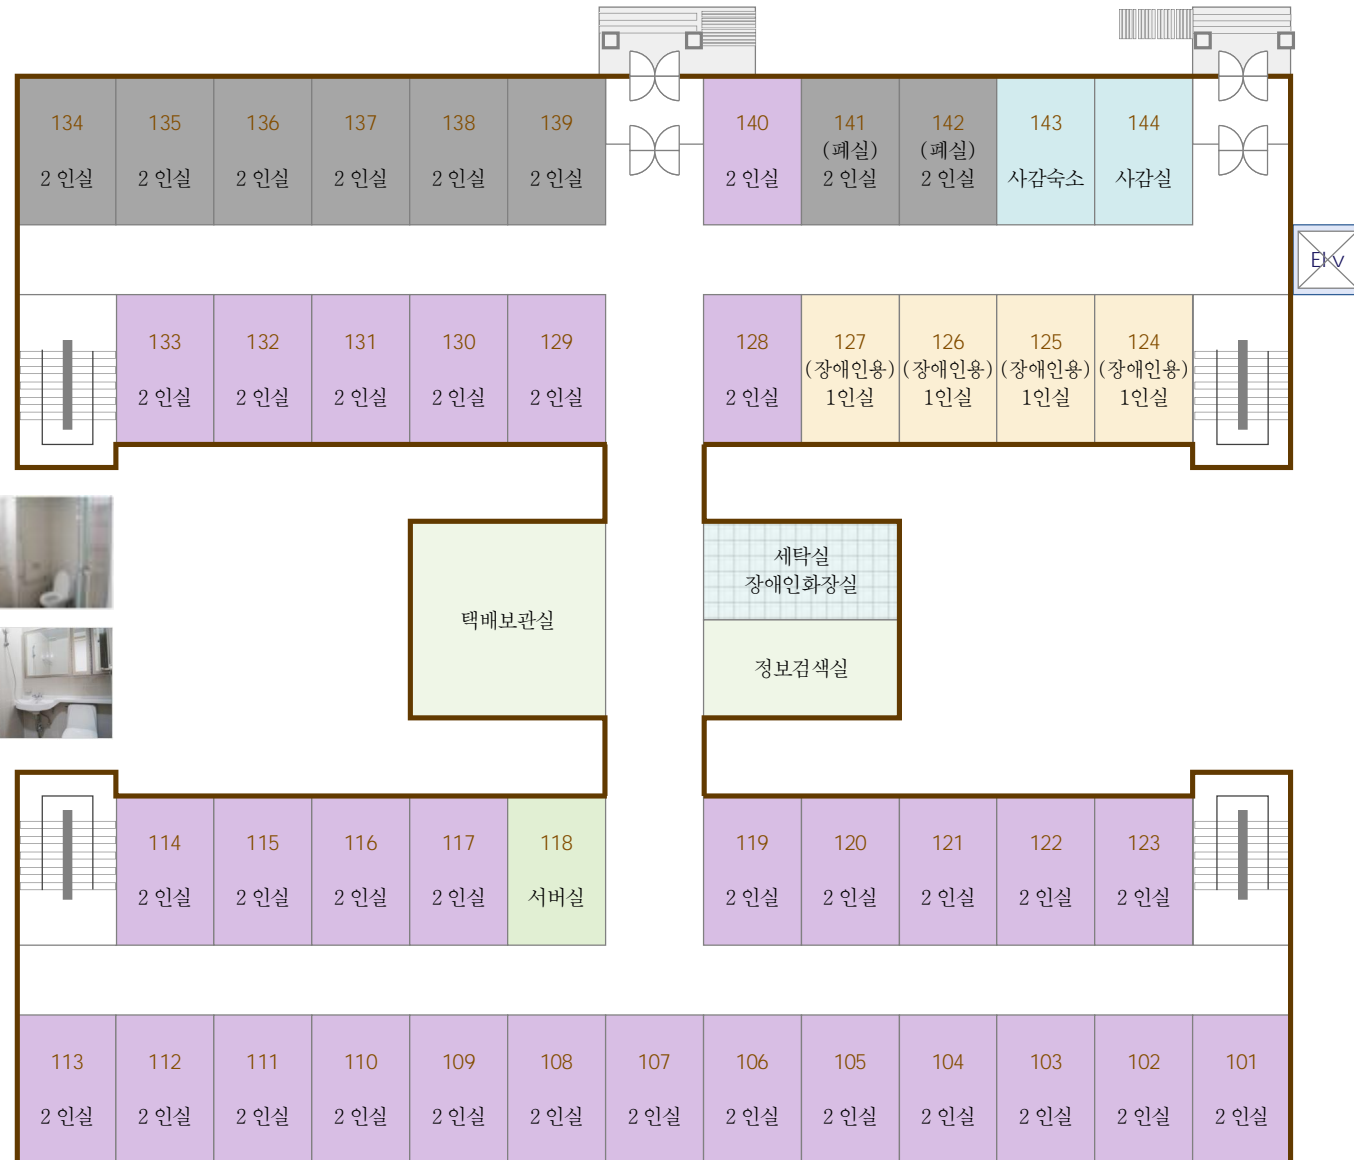 134
2 인실
135
2 인실
136
2 인실
137
2 인실
138
2 인실
139
2 인실
140
2 인실
141
(폐실)
2 인실
142
(폐실)
2 인실
143
사감숙소
144
사감실
Elv
133
2 인실
132
2 인실
131
2 인실
130
2 인실
129
2 인실
128
2 인실
127
(장애인용)
1인실
126
(장애인용)
1인실
125
(장애인용)
1인실
124
(장애인용)
1인실
택배보관실
세탁실
장애인화장실
정보검색실
114
2 인실
115
2 인실
116
2 인실
117
2 인실
118
서버실
119
2 인실
120
2 인실
121
2 인실
122
2 인실
123
2 인실
113
2 인실
112
2 인실
111
2 인실
110
2 인실
109
2 인실
108
2 인실
107
2 인실
106
2 인실
105
2 인실
104
2 인실
103
2 인실
102
2 인실
101
2 인실